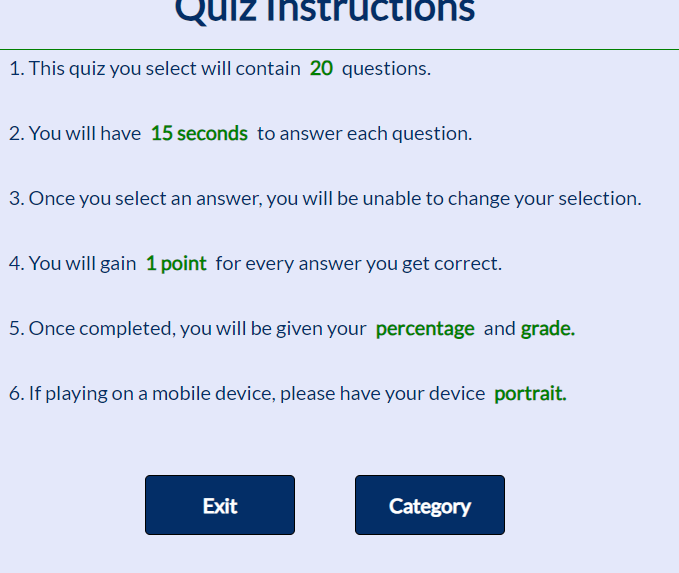 Quiz Instructions
1. This quiz you select will contain 20 questions.
2. You will have 15 seconds to answer each question.
3. Once you select an answer, you will be unable to change your selection.
4. You will gain 1 point for every answer you get correct.
5. Once completed, you will be given your percentage and grade.
6. If playing on a mobile device, please have your device portrait.
Exit
Category